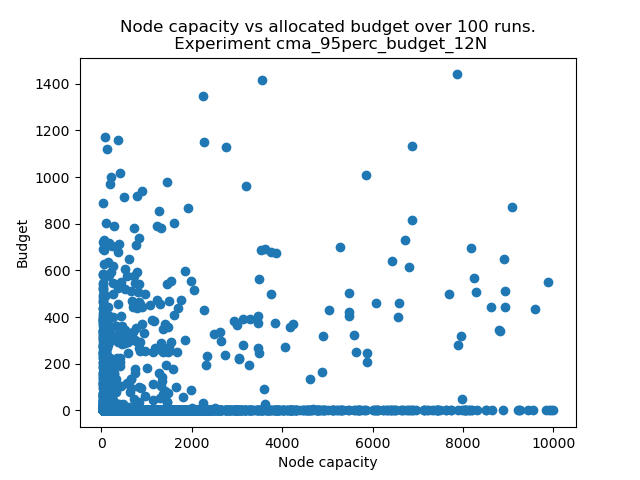 Node capacity vs allocated budget over 100 runs.
Experiment cma_95perc_budget_12N
1400
1200
1000
800
600
400
200
0
Budget
0 2000 4000 6000 8000 10000
Node capacity